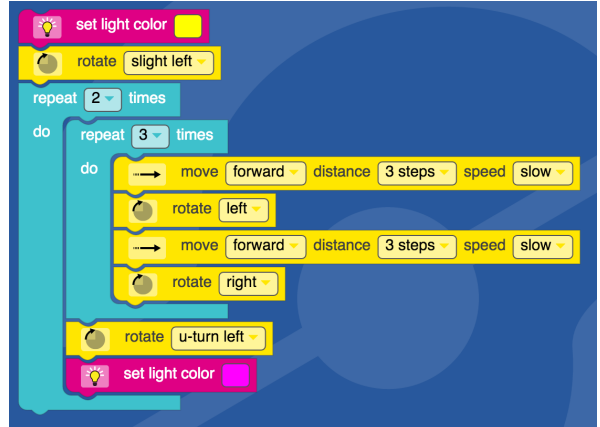 set light color
rotate slight left
repeat 2 times
do repeat 3 times
do move forward distance 3 steps speed slow
rotate left
move forward distance 3 steps speed slow
rotate right
rotate u-turn left
set light color